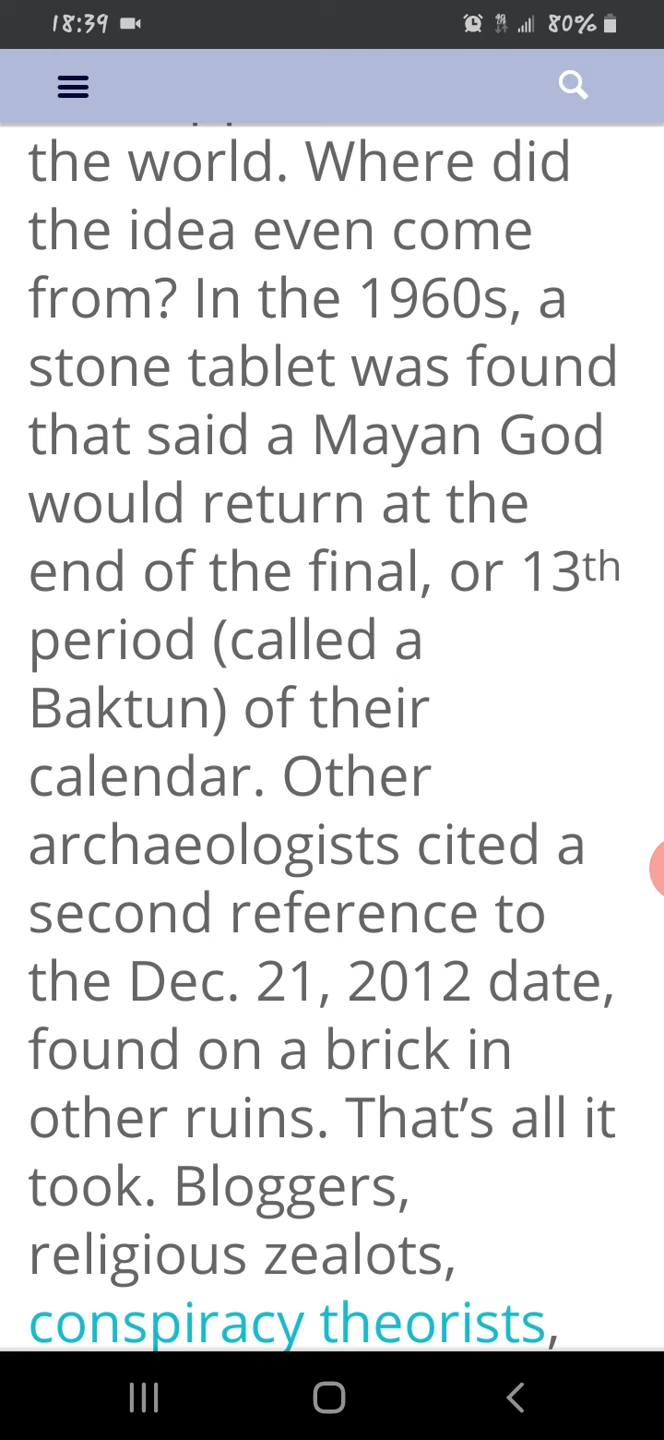 18:39
80%
the world. Where did
the idea even come
from? In the 1960s, a
stone tablet was found
that said a Mayan God
would return at the
end of the final, or 13th
period (called a
Baktun) of their
calendar. Other
archaeologists cited a
second reference to
the Dec. 21, 2012 date,
found on a brick in
other ruins. That’s all it
took. Bloggers,
religious zealots,
conspiracy theorists,